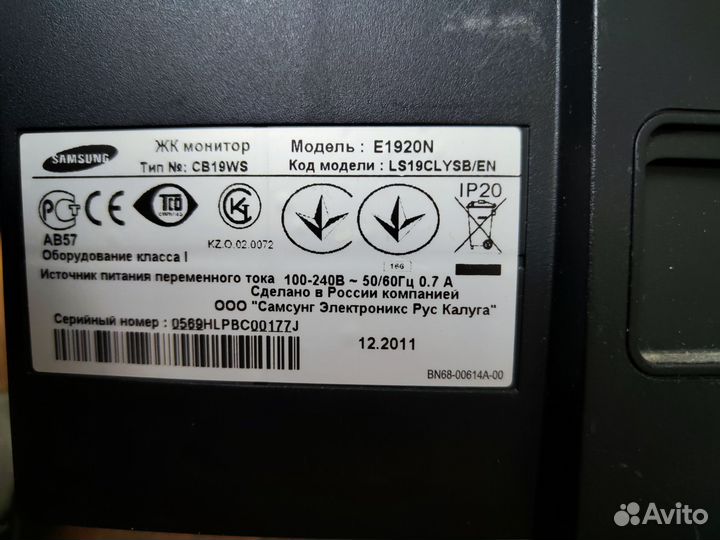 SAMSUNG
ЖК монитор
Тип №: CB19WS
Модель : E1920N
Код модели : LS19CLYSB/EN
IP20
АВ57
KZ.O.02.0072
166
Оборудование класса I
Источник питания переменного тока 100-240В ~ 50/60Гц 0.7 А
Сделано в России компанией
ООО "Самсунг Электроникс Рус Калуга"
Серийный номер : 0569HLPBC00177J
12.2011
BN68-00614A-00
Avito